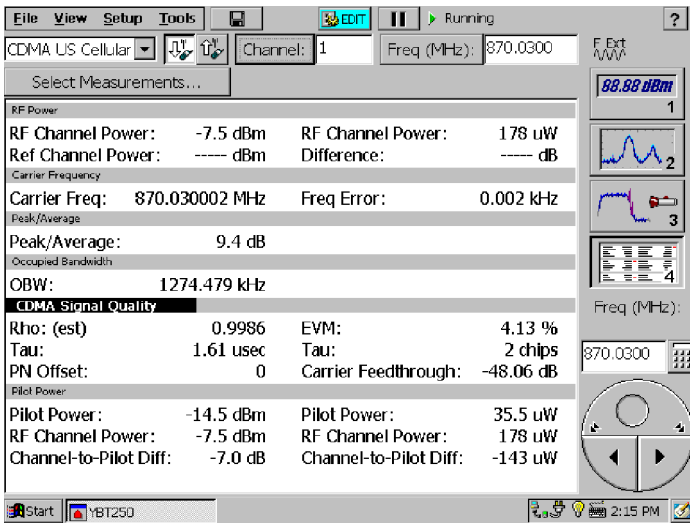 File View Setup Tools EDIT Running ?
CDMA US Cellular Channel: 1 Freq (MHz): 870.0300 F Ext
Select Measurements...
88.88 dBm
1
RF Power
RF Channel Power: -7.5 dBm RF Channel Power: 178 uW
Ref Channel Power: ----- dBm Difference: ----- dB
2
Carrier Frequency
Carrier Freq: 870.030002 MHz Freq Error: 0.002 kHz
Peak/Average
3
Peak/Average: 9.4 dB
Occupied Bandwidth
OBW: 1274.479 kHz
4
CDMA Signal Quality
Freq (MHz):
Rho: (est) 0.9986 EVM: 4.13 %
Tau: 1.61 usec Tau: 2 chips
870.0300
PN Offset: 0 Carrier Feedthrough: -48.06 dB
Pilot Power
Pilot Power: -14.5 dBm Pilot Power: 35.5 uW
RF Channel Power: -7.5 dBm RF Channel Power: 178 uW
Channel-to-Pilot Diff: -7.0 dB Channel-to-Pilot Diff: -143 uW
Start YBT250 2:15 PM